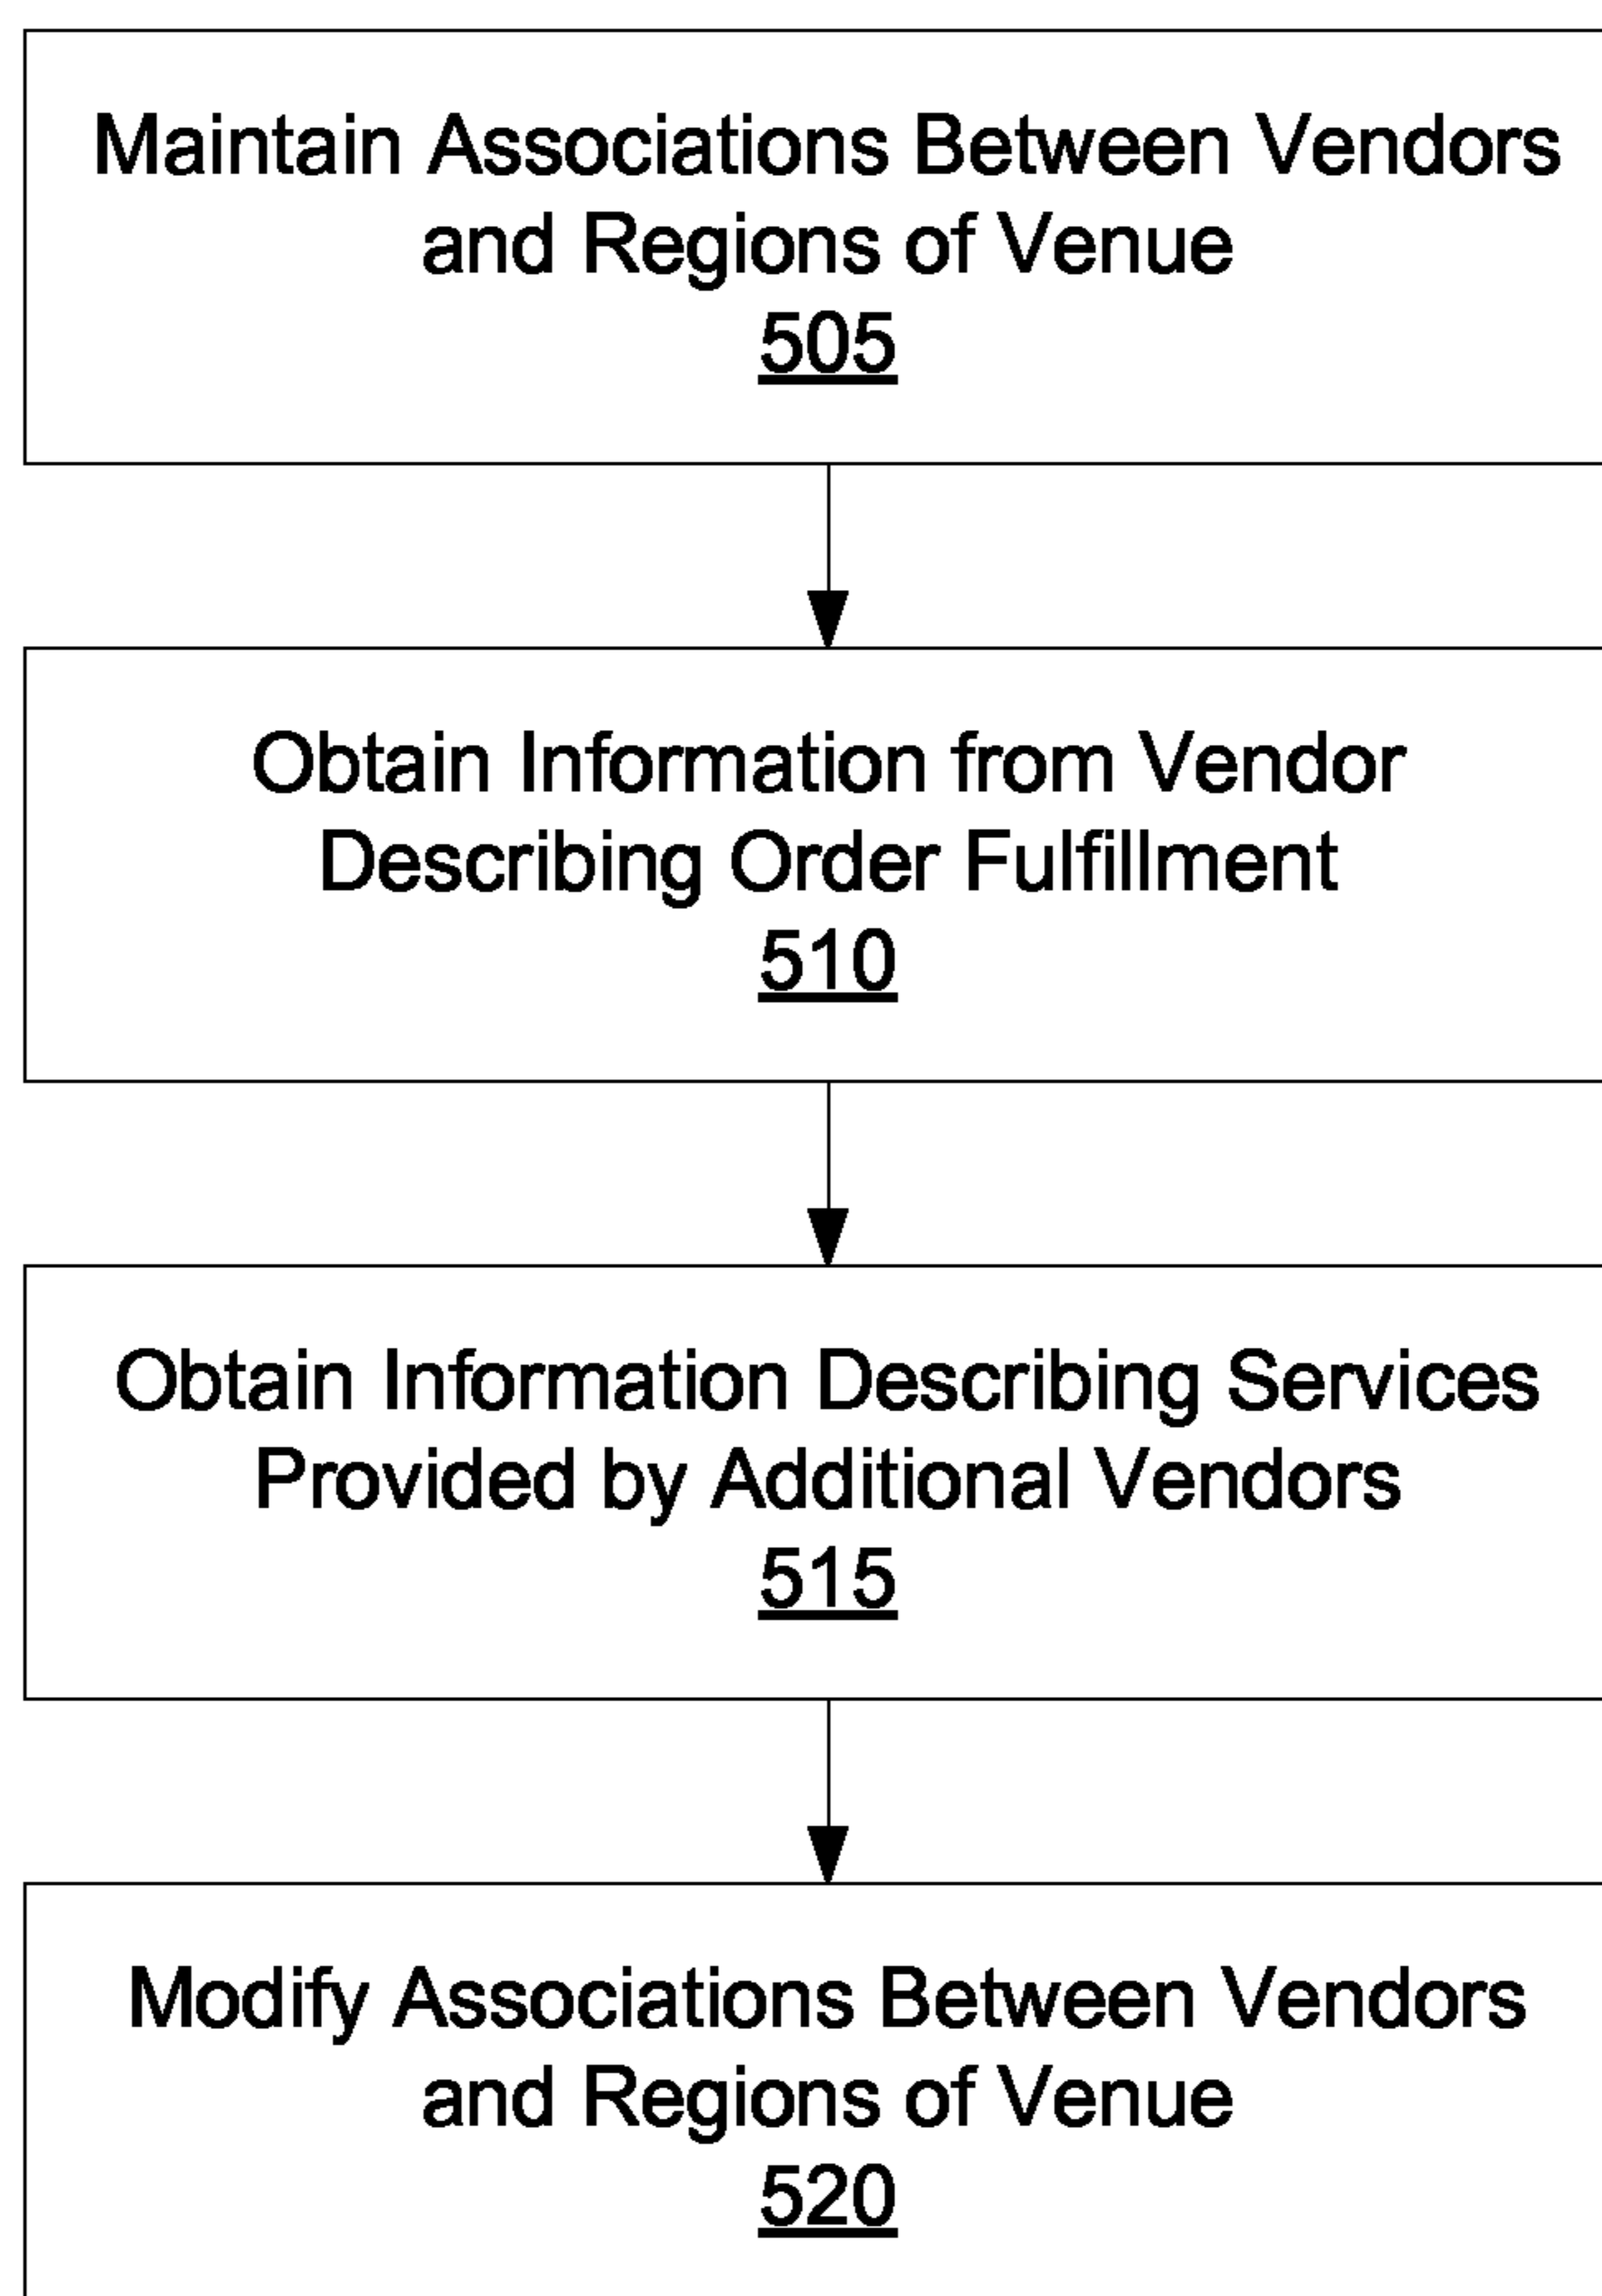 Maintain Associations Between Vendors
and Regions of Venue
505
Obtain Information from Vendor
Describing Order Fulfillment
510
Obtain Information Describing Services
Provided by Additional Vendors
515
Modify Associations Between Vendors
and Regions of Venue
520